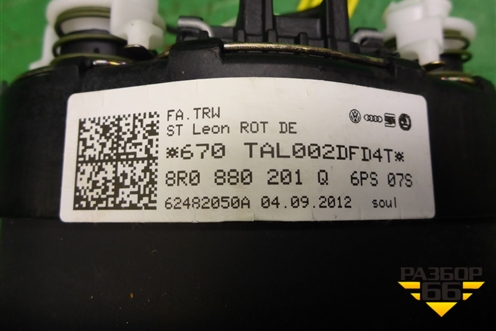 FA.TRW
ST Leon ROT DE
*670 TAL002DFD4T*
8R0 880 201 Q 6PS 07S
62482050A 04.09.2012 soul
РАЗБОР
66